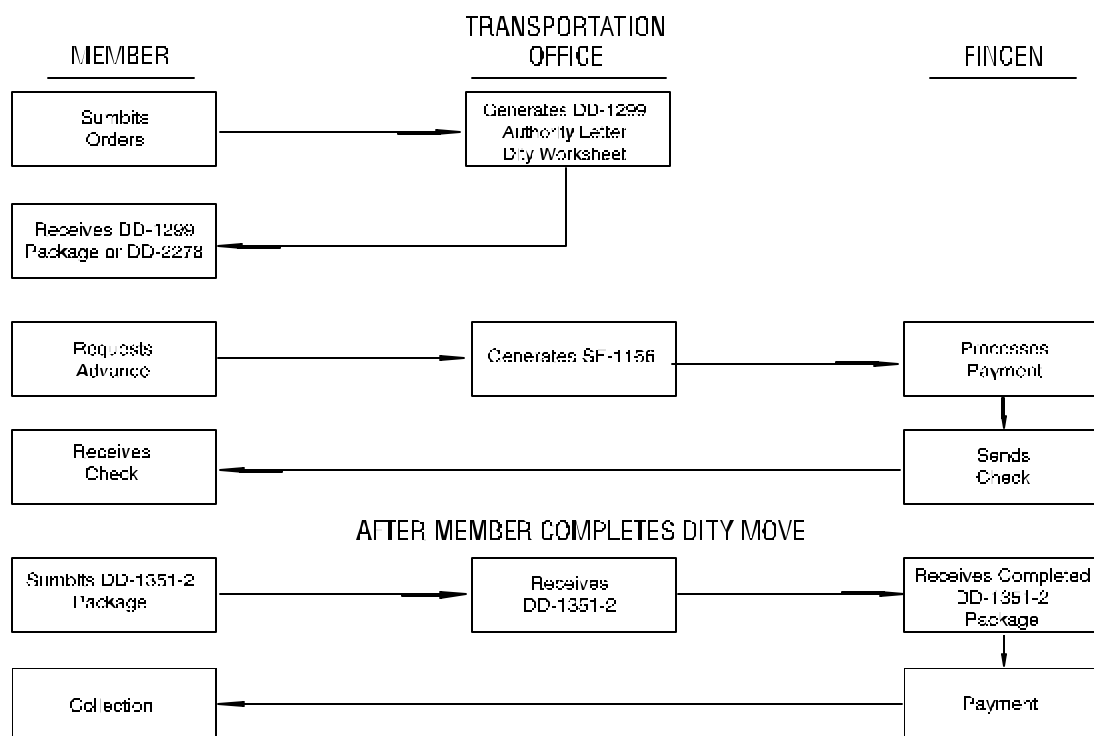 MEMBER
TRANSPORTATION
OFFICE
FINCEN
Sumbits
Orders
Generates DD-1299
Authority Letter
Dity Worksheet
Receives DD-1299
Package or DD-2278
Requests
Advance
Generates SF-1156
Processes
Payment
Receives
Check
Sends
Check
AFTER MEMBER COMPLETES DITY MOVE
Sumbits DD-1351-2
Package
Receives
DD-1351-2
Receives Completed
DD-1351-2
Package
Collection
Payment